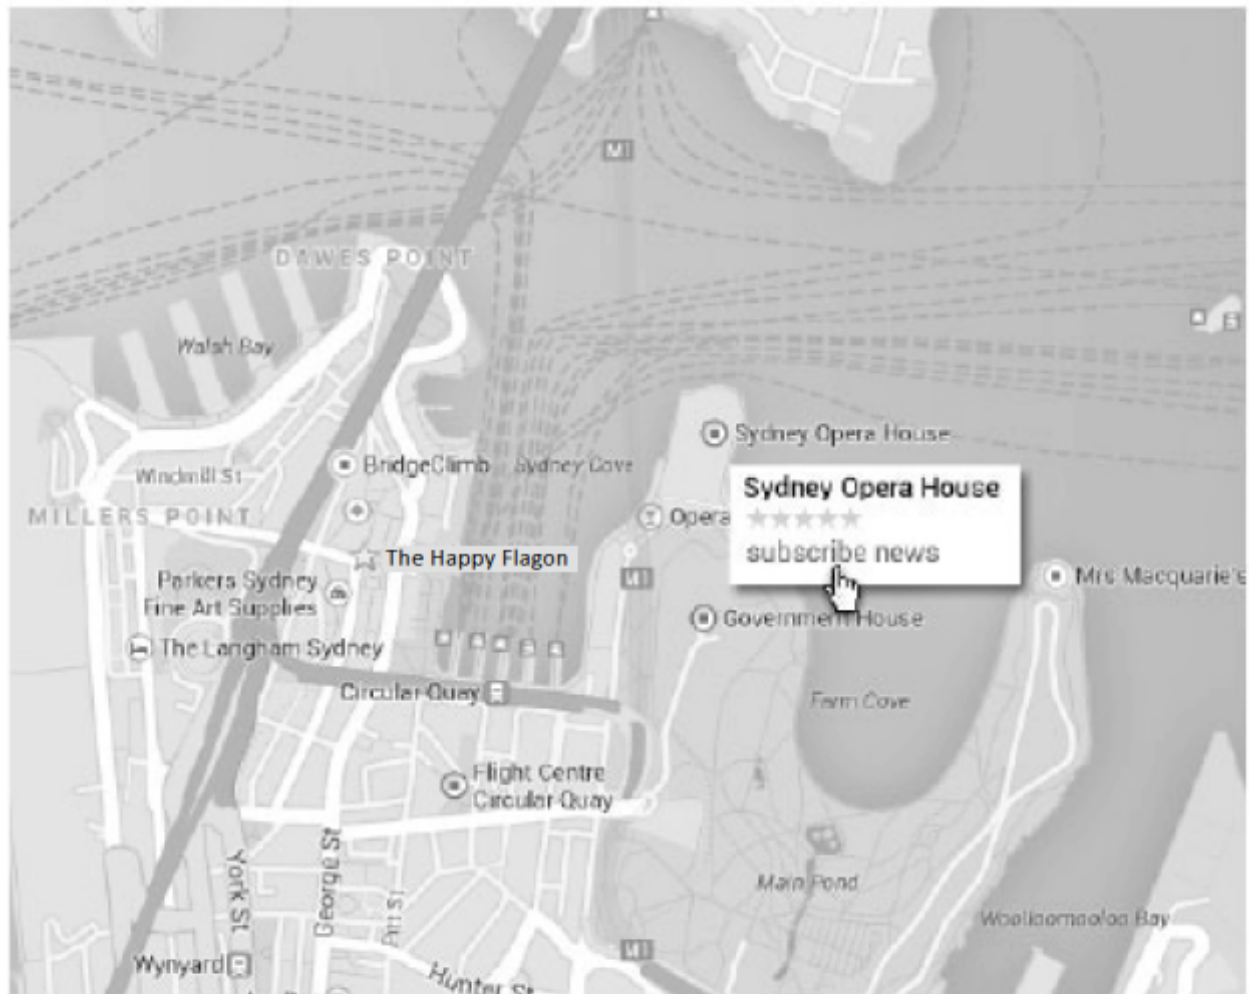 M1
DAWES POINT
Walsh Bay
Sydney Opera House
BridgeClimb
Sydney Cove
Windmill St
Sydney Opera House
MILLERS POINT
Opera
subscribe news
The Happy Flagon
M1
Mrs Macquarie's
Parkers Sydney
Fine Art Supplies
Government House
The Langham Sydney
Circular Quay
Farm Cove
Flight Centre
Circular Quay
York St
George St
Pitt St
Main Pond
Woolloomooloo Bay
M1
Wynyard
Hunter St